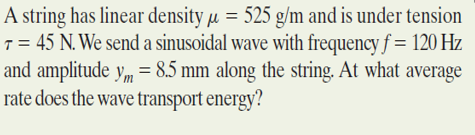 A string has linear density μ = 525 g/m and is under tension
τ = 45 N. We send a sinusoidal wave with frequency f = 120 Hz
and amplitude yₘ = 8.5 mm along the string. At what average
rate does the wave transport energy?